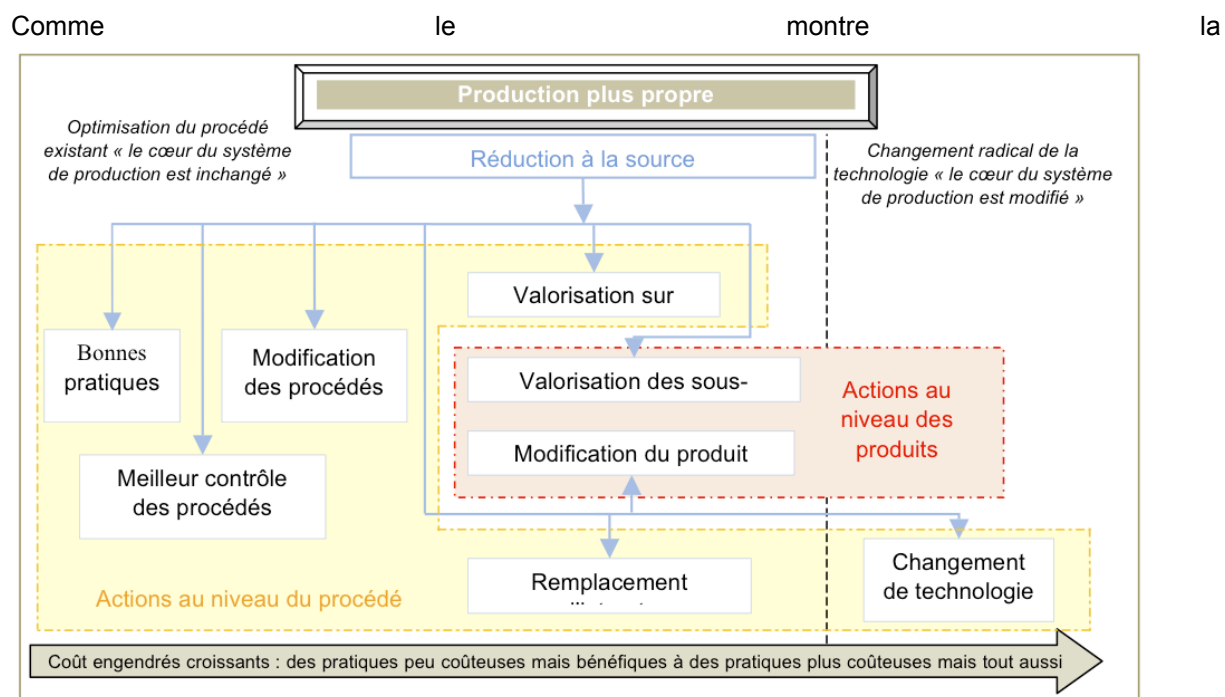 Comme le montre la
Production plus propre
Optimisation du procédé
existant « le cœur du système
de production est inchangé »
Réduction à la source
Changement radical de la
technologie « le cœur du système
de production est modifié »
Valorisation sur
Bonnes
pratiques
Modification
des procédés
Valorisation des sous-
Actions au
niveau des
produits
Modification du produit
Meilleur contrôle
des procédés
Remplacement
Changement
de technologie
Actions au niveau du procédé
Coût engendrés croissants : des pratiques peu coûteuses mais bénéfiques à des pratiques plus coûteuses mais tout aussi